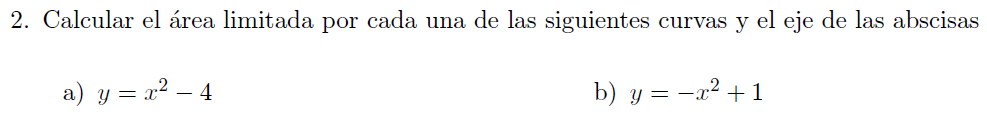 2. Calcular el área limitada por cada una de las siguientes curvas y el eje de las abscisas
a) y = x² − 4 b) y = −x² + 1